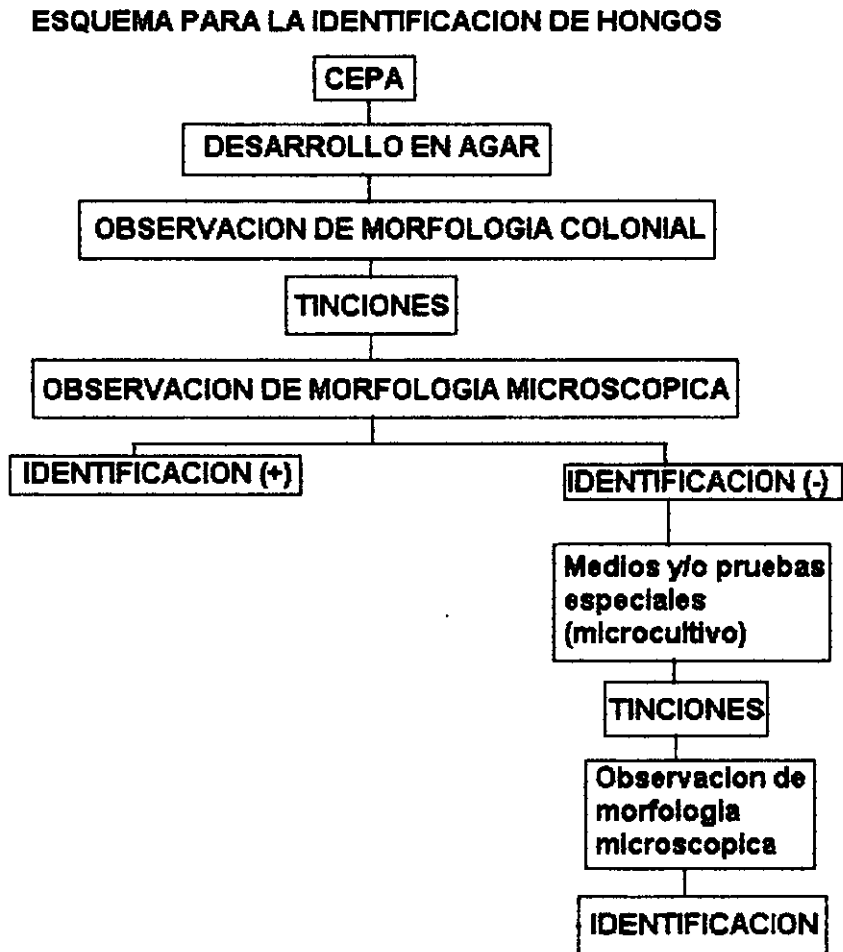 ESQUEMA PARA LA IDENTIFICACION DE HONGOS
CEPA
DESARROLLO EN AGAR
OBSERVACION DE MORFOLOGIA COLONIAL
TINCIONES
OBSERVACION DE MORFOLOGIA MICROSCOPICA
IDENTIFICACION (+)
IDENTIFICACION (-)
Medios y/o pruebas
especiales
(microcultivo)
TINCIONES
Observacion de
morfologia
microscopica
IDENTIFICACION